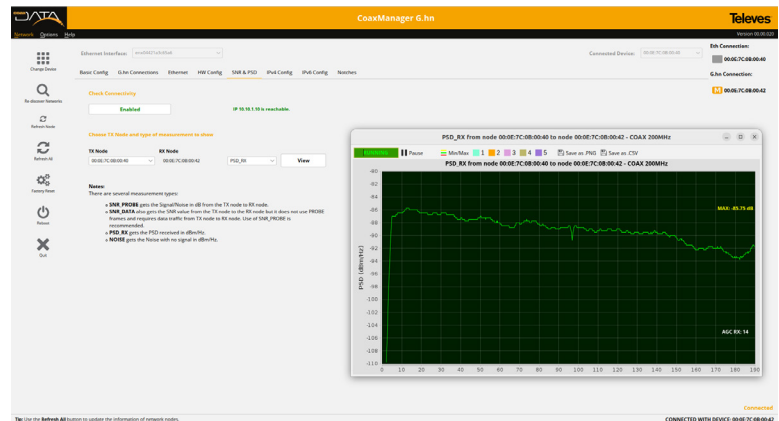 DATA
CoaxManager G.hn
Televes
Network Options Help
Version 00.00.020
Ethernet Interface:
Connected Device: 00:0E:7C:0B:00:40
Eth Connection:
00:0E:7C:0B:00:40
G.hn Connection:
M 00:0E:7C:0B:00:42
Change Device
Re-discover Networks
Refresh Node
Refresh All
Factory Reset
Reboot
Quit
Basic Config G.hn Connections Ethernet HW Config SNR & PSD IPv4 Config IPv6 Config Notches
Check Connectivity
Enabled
IP 10.10.1.10 is reachable.
Choose TX Node and type of measurement to show
TX Node RX Node
00:0E:7C:0B:00:40 00:0E:7C:0B:00:42 PSD_RX View
Notes:
There are several measurement types:
SNR_PROBE gets the Signal/Noise in dB from the TX node to RX node.
SNR_DATA also gets the SNR value from the TX node to the RX node but it does not use PROBE
frames and requires data traffic from TX node to RX node. Use of SNR_PROBE is
recommended.
PSD_RX gets the PSD received in dBm/Hz.
NOISE gets the Noise with no signal in dBm/Hz.
PSD_RX from node 00:0E:7C:0B:00:40 to node 00:0E:7C:0B:00:42 - COAX 200MHz
RUNNING Pause Min/Max 1 2 3 4 5 Save as .PNG Save as .CSV
PSD_RX from node 00:0E:7C:0B:00:40 to node 00:0E:7C:0B:00:42 - COAX 200MHz
MAX: -85.75 dB
AGC RX: 14
PSD (dBm/Hz)
-80
-82
-84
-86
-88
-90
-92
-94
-96
-98
-100
-102
-104
-106
-108
-110
0 10 20 30 40 50 60 70 80 90 100 110 120 130 140 150 160 170 180 190
Connected
Tip: Use the Refresh All button to update the information of network nodes.
CONNECTED WITH DEVICE: 00:0E:7C:0B:00:42